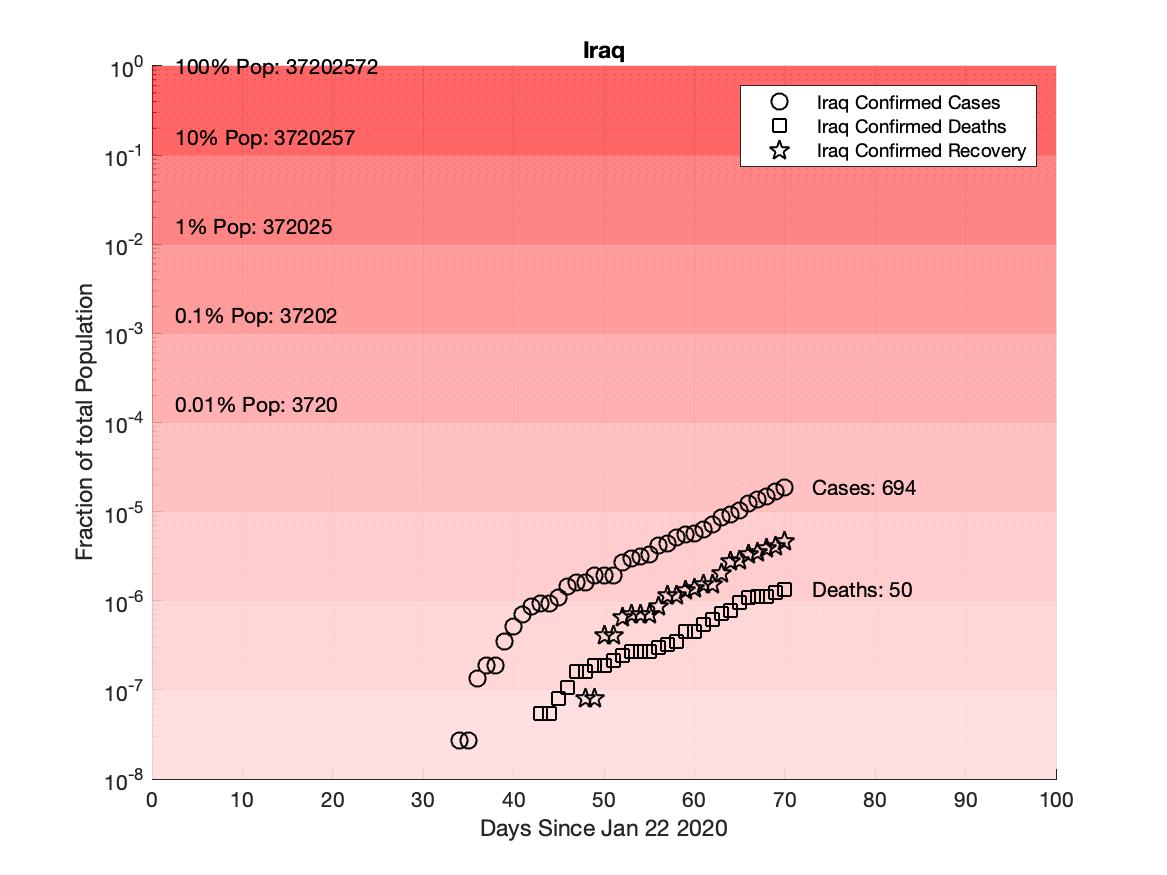 Iraq
10^0
100% Pop: 37202572
Iraq Confirmed Cases
Iraq Confirmed Deaths
Iraq Confirmed Recovery
10% Pop: 3720257
10^-1
1% Pop: 372025
10^-2
0.1% Pop: 37202
10^-3
0.01% Pop: 3720
10^-4
Cases: 694
10^-5
Deaths: 50
10^-6
10^-7
10^-8
Fraction of total Population
0 10 20 30 40 50 60 70 80 90 100
Days Since Jan 22 2020